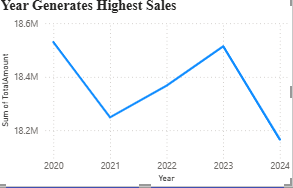 Year Generates Highest Sales
18.6M
18.4M
18.2M
Sum of TotalAmount
2020 2021 2022 2023 2024
Year